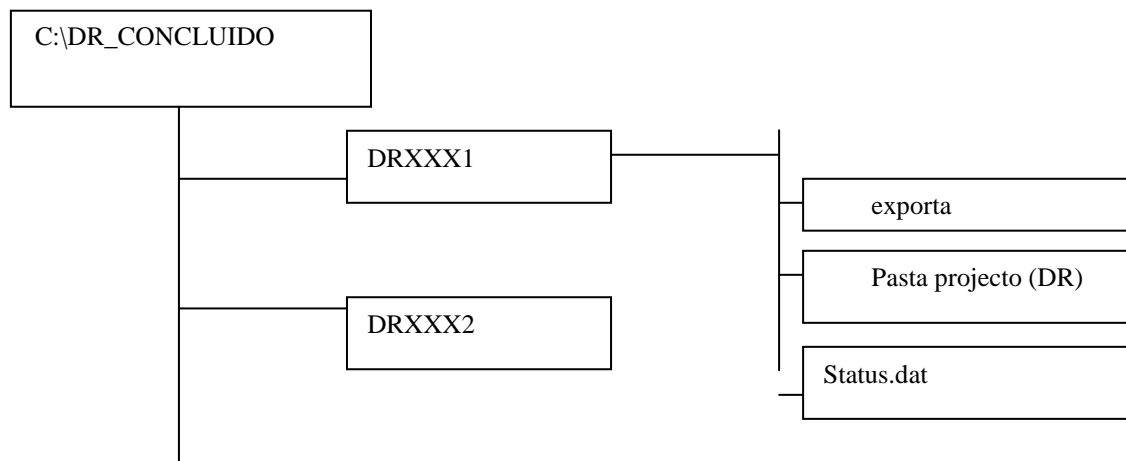 C:\DR_CONCLUIDO
DRXXX1
exporta
Pasta projecto (DR)
DRXXX2
Status.dat